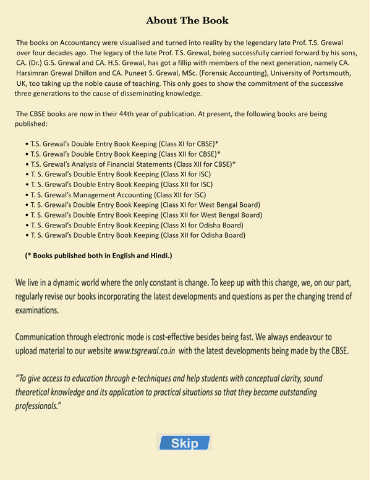 About The Book
The books on Accountancy were visualised and turned into reality by the legendary late Prof. T.S. Grewal
over four decades ago. The legacy of the late Prof. T.S. Grewal, being successfully carried forward by his sons,
CA. (Dr.) G.S. Grewal and CA. H.S. Grewal, has got a fillip with members of the next generation, namely CA.
Harsimran Grewal Dhillon and CA. Puneet S. Grewal, MSc. (Forensic Accounting), University of Portsmouth,
UK, too taking up the noble cause of teaching. This only goes to show the commitment of the successive
three generations to the cause of disseminating knowledge.
The CBSE books are now in their 44th year of publication. At present, the following books are being
published:
• T.S. Grewal's Double Entry Book Keeping (Class XI for CBSE)*
• T.S. Grewal's Double Entry Book Keeping (Class XII for CBSE)*
• T.S. Grewal's Analysis of Financial Statements (Class XII for CBSE)*
• T. S. Grewal's Double Entry Book Keeping (Class XI for ISC)
• T. S. Grewal's Double Entry Book Keeping (Class XII for ISC)
• T. S. Grewal's Management Accounting (Class XII for ISC)
• T. S. Grewal's Double Entry Book Keeping (Class XI for West Bengal Board)
• T. S. Grewal's Double Entry Book Keeping (Class XII for West Bengal Board)
• T. S. Grewal's Double Entry Book Keeping (Class XI for Odisha Board)
• T. S. Grewal's Double Entry Book Keeping (Class XII for Odisha Board)
(* Books published both in English and Hindi.)
We live in a dynamic world where the only constant is change. To keep up with this change, we, on our part,
regularly revise our books incorporating the latest developments and questions as per the changing trend of
examinations.
Communication through electronic mode is cost-effective besides being fast. We always endeavour to
upload material to our website www.tsgrewal.co.in with the latest developments being made by the CBSE.
"To give access to education through e-techniques and help students with conceptual clarity, sound
theoretical knowledge and its application to practical situations so that they become outstanding
professionals."
Skip